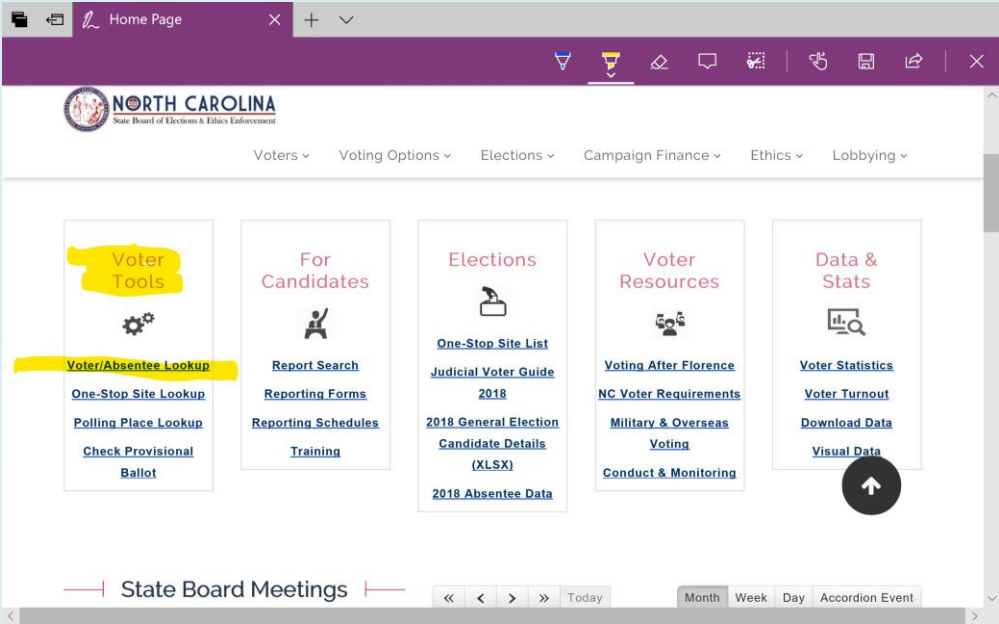 Home Page
NORTH CAROLINA
State Board of Elections & Ethics Enforcement
Voters
Voting Options
Elections
Campaign Finance
Ethics
Lobbying
Voter
Tools
Voter/Absentee Lookup
One-Stop Site Lookup
Polling Place Lookup
Check Provisional
Ballot
For
Candidates
Report Search
Reporting Forms
Reporting Schedules
Training
Elections
One-Stop Site List
Judicial Voter Guide
2018
2018 General Election
Candidate Details
(XLSX)
2018 Absentee Data
Voter
Resources
Voting After Florence
NC Voter Requirements
Military & Overseas
Voting
Conduct & Monitoring
Data &
Stats
Voter Statistics
Voter Turnout
Download Data
Visual Data
State Board Meetings
Today
Month
Week
Day
Accordion Event